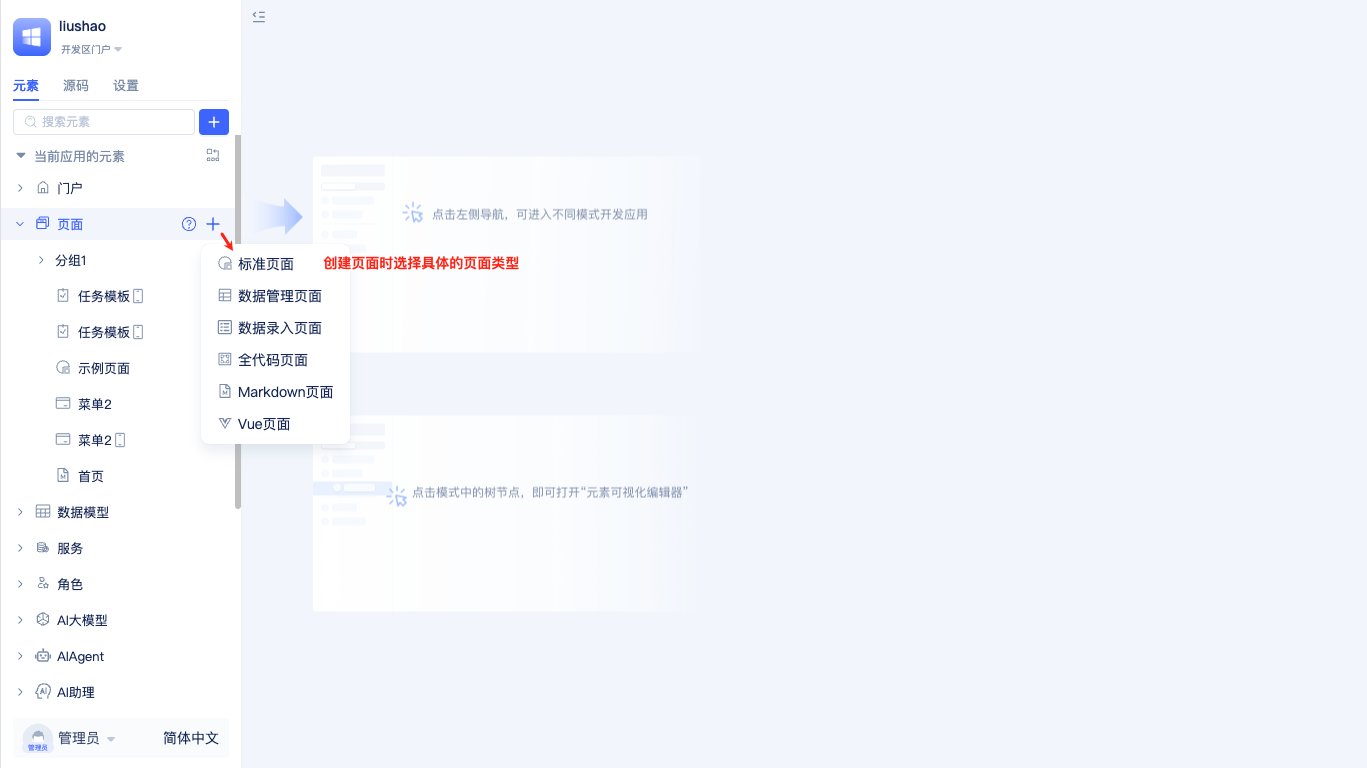 liushao
开发区门户
元素 源码 设置
搜索元素
当前应用的元素
门户
页面
分组1
任务模板
任务模板
示例页面
菜单2
菜单2
首页
数据模型
服务
角色
AI大模型
AIAgent
AI助理
管理员
管理员 简体中文
标准页面
数据管理页面
数据录入页面
全代码页面
Markdown页面
Vue页面
创建页面时选择具体的页面类型
点击左侧导航，可进入不同模式开发应用
点击模式中的树节点，即可打开“元素可视化编辑器”